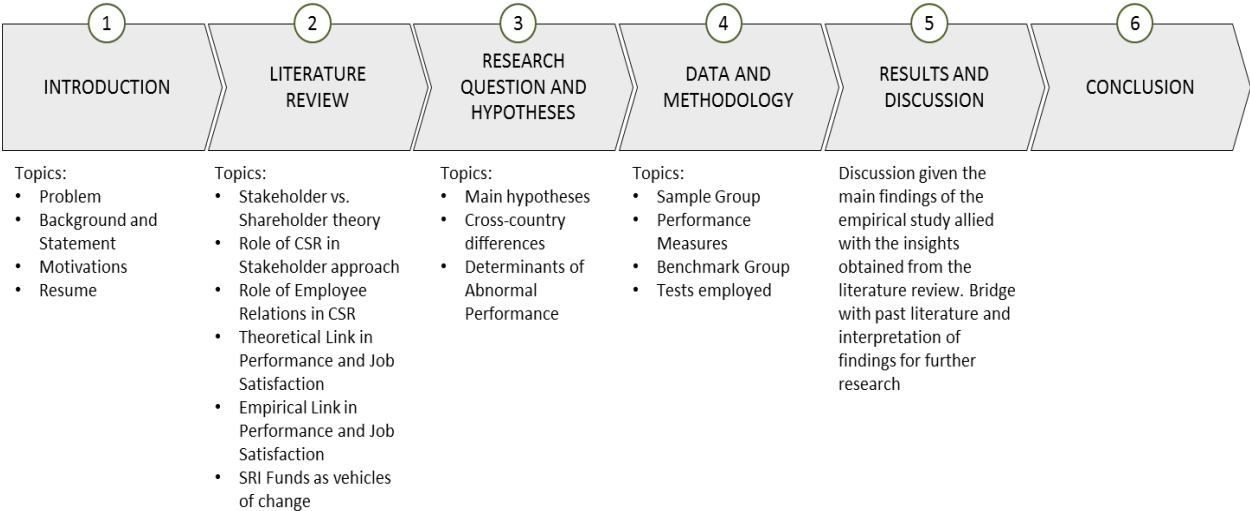 1
INTRODUCTION
Topics:
• Problem
• Background and
Statement
• Motivations
• Resume
2
LITERATURE
REVIEW
Topics:
• Stakeholder vs.
Shareholder theory
• Role of CSR in
Stakeholder approach
• Role of Employee
Relations in CSR
• Theoretical Link in
Performance and Job
Satisfaction
• Empirical Link in
Performance and Job
Satisfaction
• SRI Funds as vehicles
of change
3
RESEARCH
QUESTION AND
HYPOTHESES
Topics:
• Main hypotheses
• Cross-country
differences
• Determinants of
Abnormal
Performance
4
DATA AND
METHODOLOGY
Topics:
• Sample Group
• Performance
Measures
• Benchmark Group
• Tests employed
5
RESULTS AND
DISCUSSION
Discussion given the
main findings of the
empirical study allied
with the insights
obtained from the
literature review. Bridge
with past literature and
interpretation of
findings for further
research
6
CONCLUSION